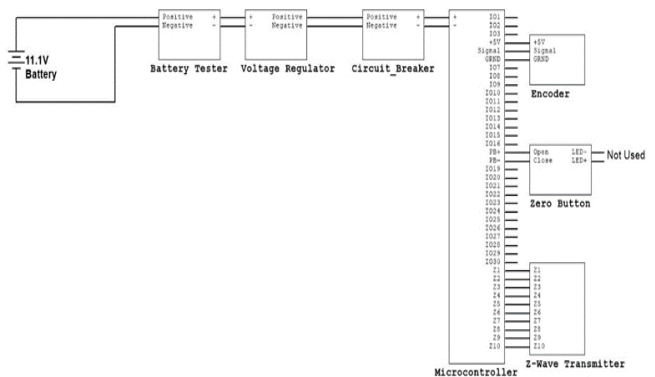 11.1V
Battery
Positive +
Negative -
Battery Tester
+ Positive
- Negative
Voltage Regulator
Positive +
Negative -
Circuit_Breaker
+
-
IO1
IO2
IO3
+5V
Signal
GRND
IO7
IO8
IO9
IO10
IO11
IO12
IO13
IO14
IO15
IO16
PB+
PB-
IO19
IO20
IO21
IO22
IO23
IO24
IO25
IO26
IO27
IO28
IO29
IO30
Z1
Z2
Z3
Z4
Z5
Z6
Z7
Z8
Z9
Z10
Microcontroller
+5V
Signal
GRND
Encoder
Open LED-
Close LED+
Not Used
Zero Button
Z1
Z2
Z3
Z4
Z5
Z6
Z7
Z8
Z9
Z10
Z-Wave Transmitter